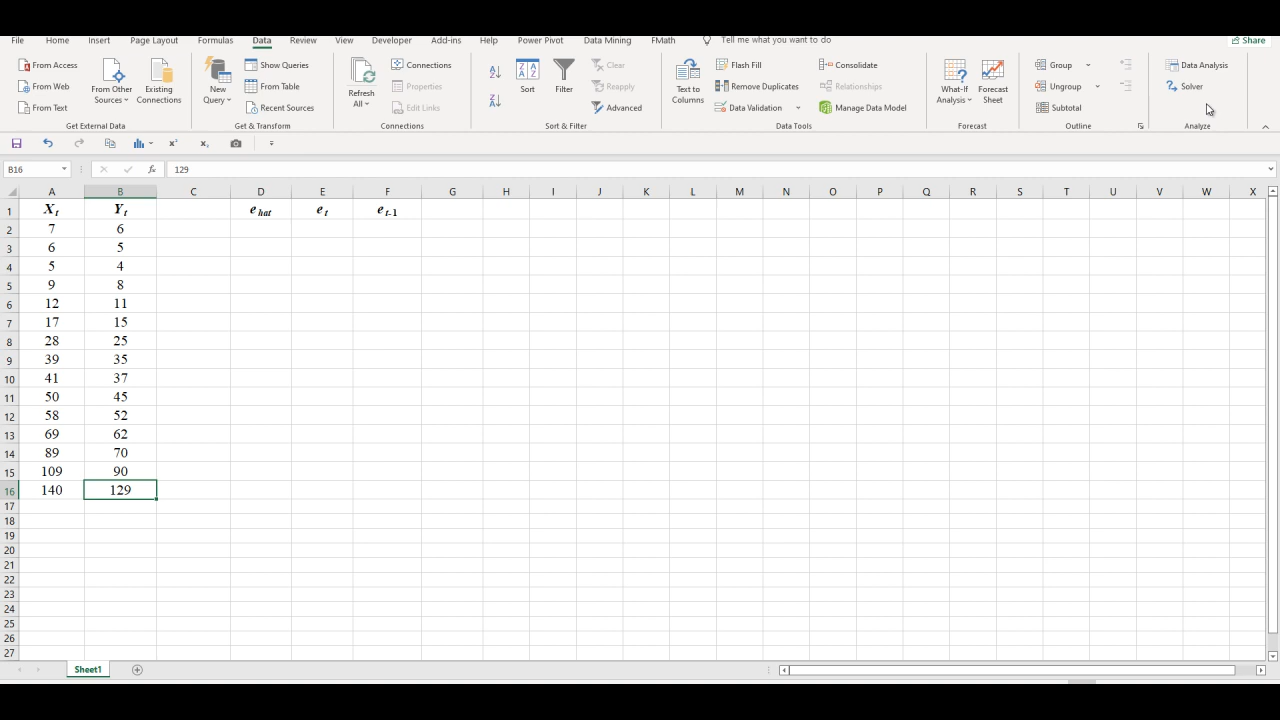 File Home Insert Page Layout Formulas Data Review View Developer Add-ins Help Power Pivot Data Mining FMath Tell me what you want to do Share
From Access Show Queries Connections Clear Flash Fill Consolidate Group Data Analysis
From Web From Table Properties Reapply Remove Duplicates Relationships Ungroup Solver
From Text Recent Sources Edit Links Advanced Data Validation Manage Data Model Subtotal
From Other Sources Existing Connections New Query Refresh All Sort Filter Text to Columns What-If Analysis Forecast Sheet
Get External Data Get & Transform Connections Sort & Filter Data Tools Forecast Outline Analyze
B16 fx 129
A B C D E F G H I J K L M N O P Q R S T U V W X
1 Xt Yt e hat et et-1
2 7 6
3 6 5
4 5 4
5 9 8
6 12 11
7 17 15
8 28 25
9 39 35
10 41 37
11 50 45
12 58 52
13 69 62
14 89 70
15 109 90
16 140 129
17
18
19
20
21
22
23
24
25
26
27
Sheet1